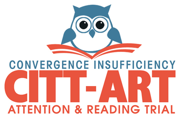 CONVERGENCE INSUFFICIENCY
CITT-ART
ATTENTION & READING TRIAL